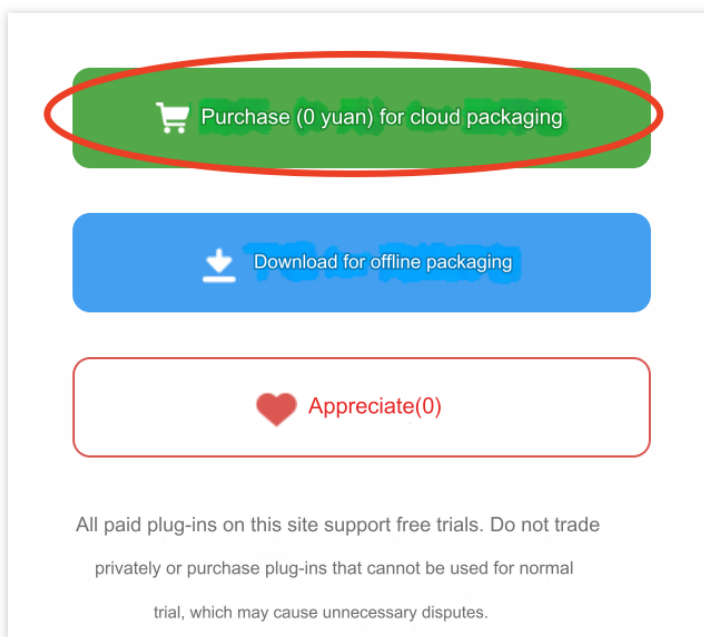 Purchase (0 yuan) for cloud packaging
Download for offline packaging
Appreciate(0)
All paid plug-ins on this site support free trials. Do not trade
privately or purchase plug-ins that cannot be used for normal
trial, which may cause unnecessary disputes.